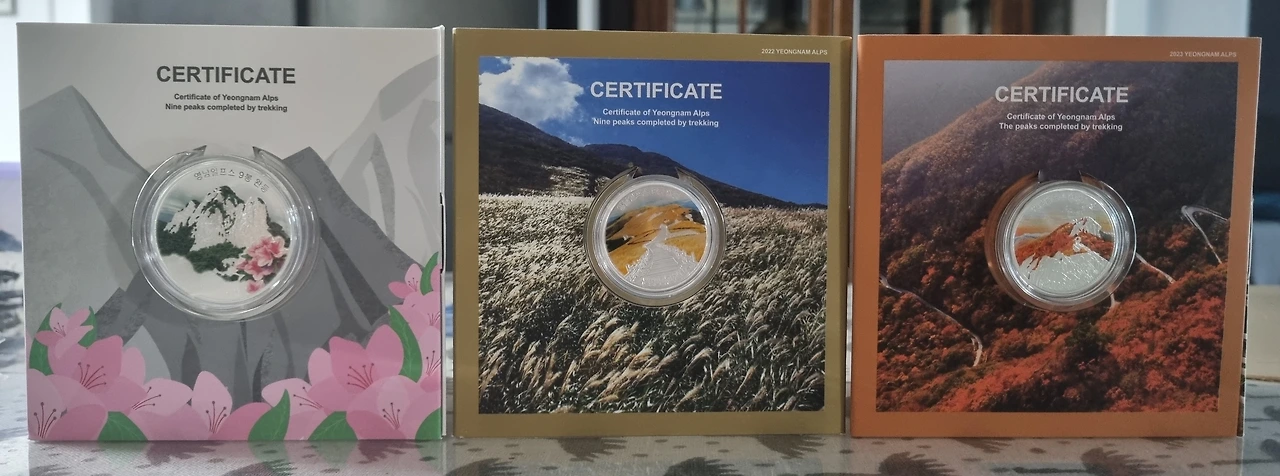 CERTIFICATE
Certificate of Yeongnam Alps
Nine peaks completed by trekking
영남알프스 9봉 완등
2022 YEONGNAM ALPS
CERTIFICATE
Certificate of Yeongnam Alps
Nine peaks completed by trekking
2023 YEONGNAM ALPS
CERTIFICATE
Certificate of Yeongnam Alps
The peaks completed by trekking